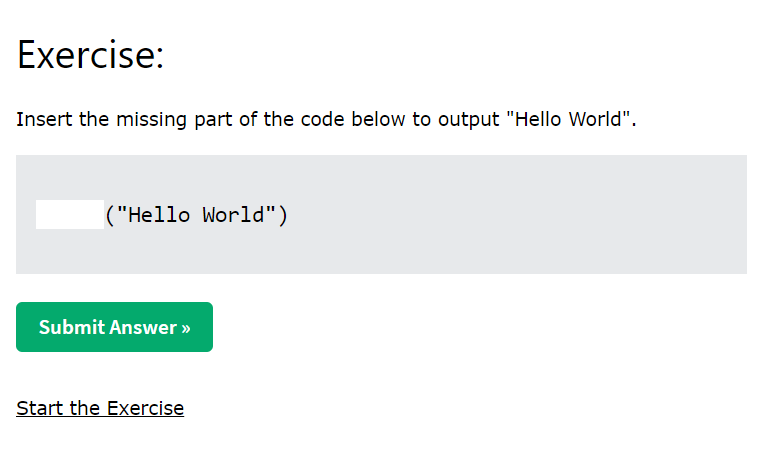 Exercise:
Insert the missing part of the code below to output "Hello World".
("Hello World")
Submit Answer »
Start the Exercise